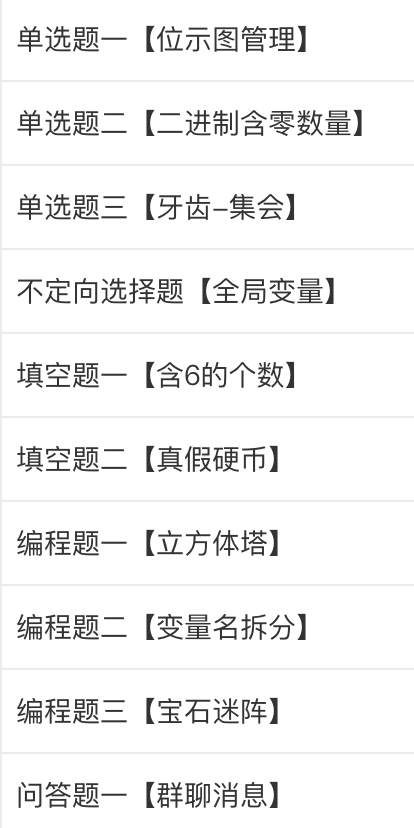 单选题一【位示图管理】
单选题二【二进制含零数量】
单选题三【牙齿–集会】
不定向选择题【全局变量】
填空题一【含6的个数】
填空题二【真假硬币】
编程题一【立方体塔】
编程题二【变量名拆分】
编程题三【宝石迷阵】
问答题一【群聊消息】